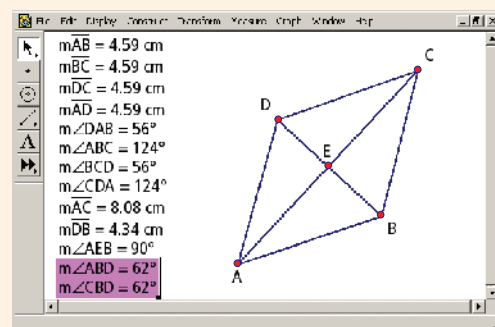 File Edit Display Construct Transform Measure Graph Window Help
mAB = 4.59 cm
mBC = 4.59 cm
mDC = 4.59 cm
mAD = 4.59 cm
m∠DAB = 56°
m∠ABC = 124°
m∠BCD = 56°
m∠CDA = 124°
mAC = 8.08 cm
mDB = 4.34 cm
m∠AEB = 90°
m∠ABD = 62°
m∠CBD = 62°
C
D
E
B
A
A